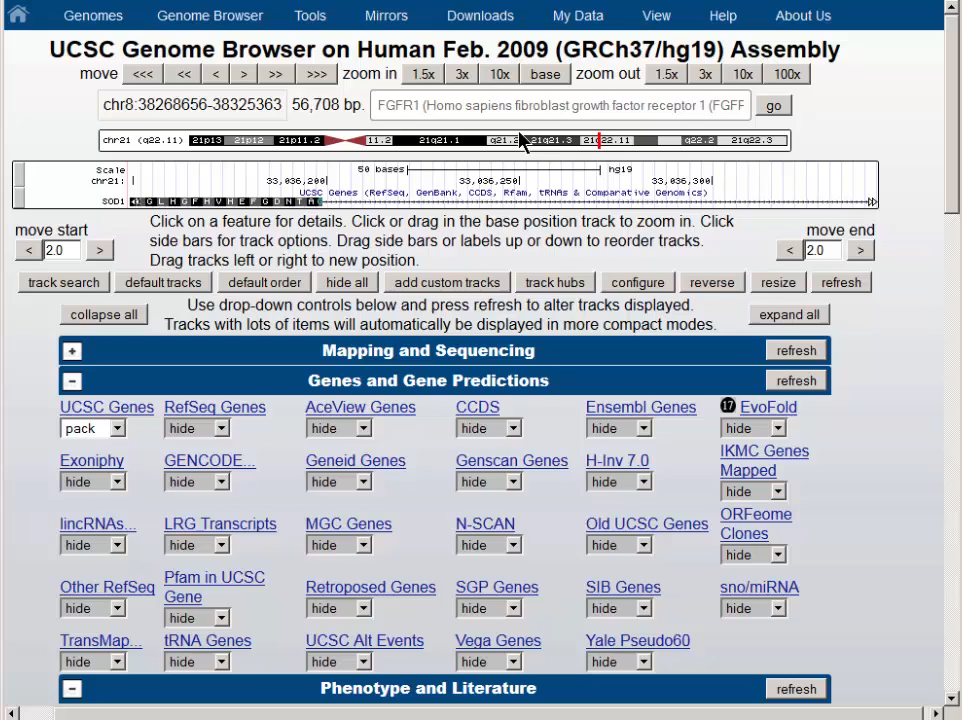 Genomes Genome Browser Tools Mirrors Downloads My Data View Help About Us
UCSC Genome Browser on Human Feb. 2009 (GRCh37/hg19) Assembly
move <<< << < > >> >>> zoom in 1.5x 3x 10x base zoom out 1.5x 3x 10x 100x
chr8:38268656-38325363 56,708 bp. FGFR1 (Homo sapiens fibroblast growth factor receptor 1 (FGFF go
chr21 (q22.11) 21p13 21p12 21p11.2 11.2 21q21.1 q21.2 21q21.3 21q22.11 q22.2 21q22.3
Scale 50 bases hg19
chr21: 33,036,200 33,036,250 33,036,300
UCSC Genes (RefSeq, GenBank, CCDS, Rfam, tRNAs & Comparative Genomics)
SOD1 G L H G F H V H E F G D N T A
move start Click on a feature for details. Click or drag in the base position track to zoom in. Click move end
< 2.0 > side bars for track options. Drag side bars or labels up or down to reorder tracks. < 2.0 >
Drag tracks left or right to new position.
track search default tracks default order hide all add custom tracks track hubs configure reverse resize refresh
collapse all Use drop-down controls below and press refresh to alter tracks displayed. expand all
Tracks with lots of items will automatically be displayed in more compact modes.
+ Mapping and Sequencing refresh
− Genes and Gene Predictions refresh
UCSC Genes RefSeq Genes AceView Genes CCDS Ensembl Genes 17 EvoFold
pack hide hide hide hide hide
Exoniphy GENCODE... Geneid Genes Genscan Genes H-Inv 7.0 IKMC Genes Mapped
hide hide hide hide hide hide
lincRNAs... LRG Transcripts MGC Genes N-SCAN Old UCSC Genes ORFeome Clones
hide hide hide hide hide hide
Other RefSeq Pfam in UCSC Gene Retroposed Genes SGP Genes SIB Genes sno/miRNA
hide hide hide hide hide hide
TransMap... tRNA Genes UCSC Alt Events Vega Genes Yale Pseudo60
hide hide hide hide hide
− Phenotype and Literature refresh